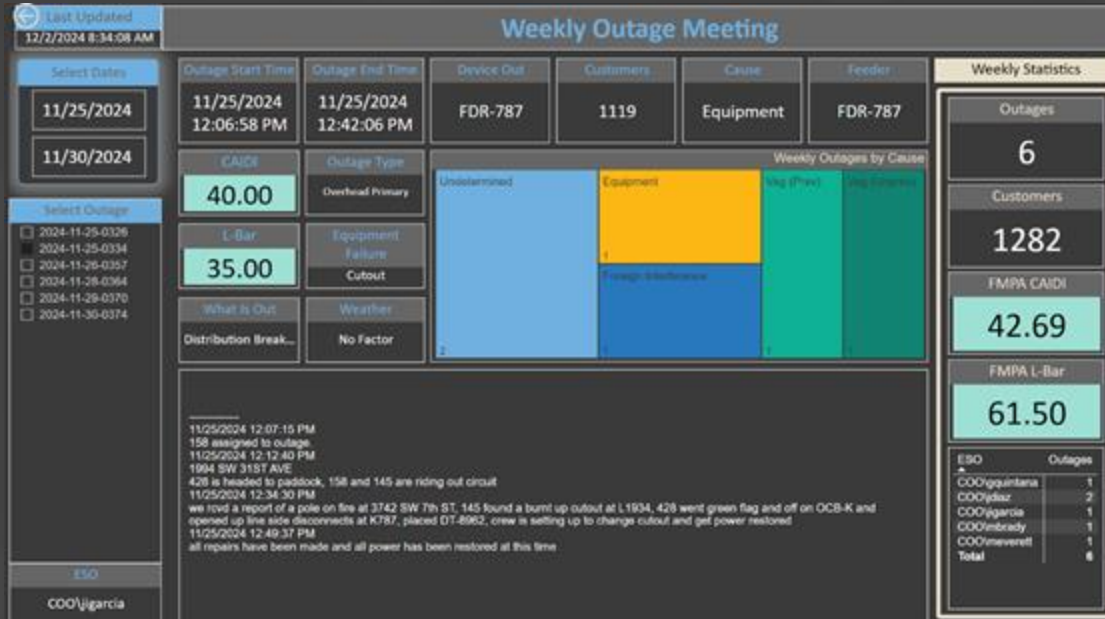 Last Updated
12/2/2024 8:34:08 AM
Weekly Outage Meeting
Select Dates
11/25/2024
11/30/2024
Select Outage
2024-11-25-0326
2024-11-25-0334
2024-11-26-0357
2024-11-28-0364
2024-11-29-0370
2024-11-30-0374
ESO
COO\jigarcia
Outage Start Time
11/25/2024
12:06:58 PM
Outage End Time
11/25/2024
12:42:06 PM
Device Out
FDR-787
Customers
1119
Cause
Equipment
Feeder
FDR-787
CAIDI
40.00
Outage Type
Overhead Primary
L-Bar
35.00
Equipment
Failure
Cutout
What Is Out
Distribution Break...
Weather
No Factor
Weekly Outages by Cause
Undetermined
2
Equipment
1
Foreign Interference
1
Veg (Prev)
1
Veg
1
11/25/2024 12:07:15 PM
158 assigned to outage.
11/25/2024 12:12:40 PM
1994 SW 31ST AVE
428 is headed to paddock, 158 and 145 are riding out circuit
11/25/2024 12:34:30 PM
we rcvd a report of a pole on fire at 3742 SW 7th ST, 145 found a burnt up cutout at L1934, 428 went green flag and off on OCB-K and
opened up line side disconnects at K787, placed DT-8962, crew is setting up to change cutout and get power restored
11/25/2024 12:49:37 PM
all repairs have been made and all power has been restored at this time
Weekly Statistics
Outages
6
Customers
1282
FMPA CAIDI
42.69
FMPA L-Bar
61.50
ESO Outages
COO\gquintana 1
COO\jdiaz 2
COO\jigarcia 1
COO\mbrady 1
COO\meverett 1
Total 6